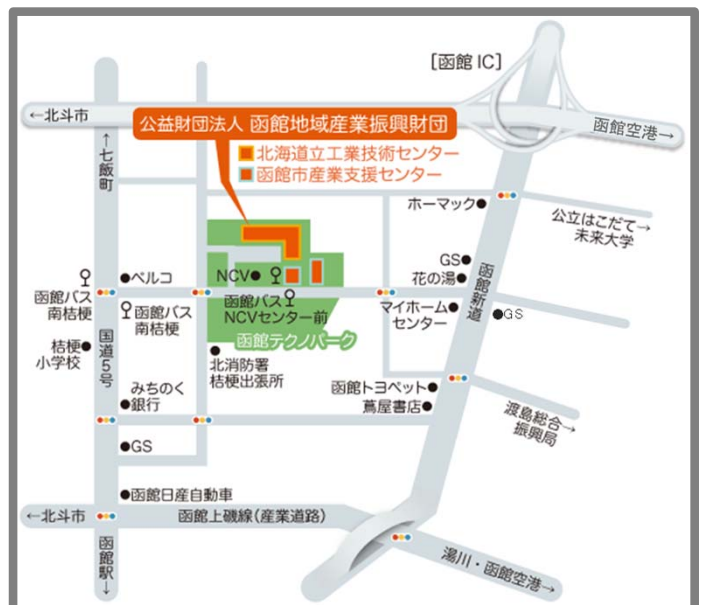 [函館 IC]
←北斗市
函館空港→
公益財団法人 函館地域産業振興財団
北海道立工業技術センター
函館市産業支援センター
←七飯町
ホーマック
公立はこだて→
未来大学
GS
花の湯
函館新道
ベルコ
NCV
函館バス
南桔梗
函館バス
南桔梗
函館バス
NCVセンター前
マイホーム
センター
GS
函館テクノパーク
国道5号
桔梗
小学校
北消防署
桔梗出張所
みちのく
銀行
函館トヨペット
蔦屋書店
渡島総合→
振興局
GS
函館日産自動車
←北斗市
函館上磯線(産業道路)
函館駅→
湯川・函館空港→